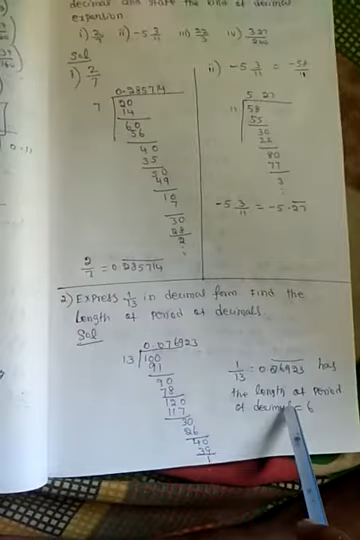 decimal and state the kind of decimal
expansion
i) 2/7 ii) -5 3/11 iii) 22/3 iv) 327/200
Sol
i) 2/7
0.285714
7 20
14
60
56
40
35
50
49
10
7
30
28
2
2/7 = 0.285714
ii) -5 3/11 = -58/11
5 27
11 58
55
30
22
80
77
3
-5 3/11 = -5.27
2) Express 1/13 in decimal form Find the
Length of period of decimals.
Sol
0.076923
13 100
91
90
78
120
117
30
26
40
39
1
1/13 = 0.076923 has
the length of period
of decimals = 6